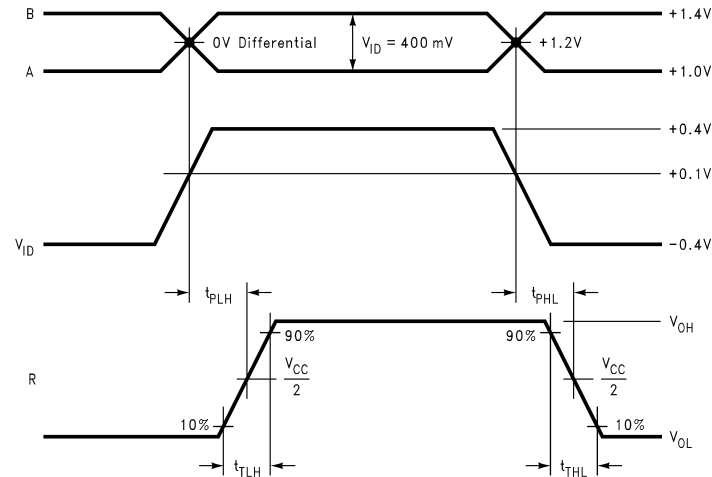 B
+1.4V
0V Differential
V_ID = 400 mV
+1.2V
A
+1.0V
+0.4V
+0.1V
V_ID
−0.4V
t_PLH
t_PHL
V_OH
90%
90%
R
V_CC/2
V_CC/2
10%
10%
V_OL
t_TLH
t_THL